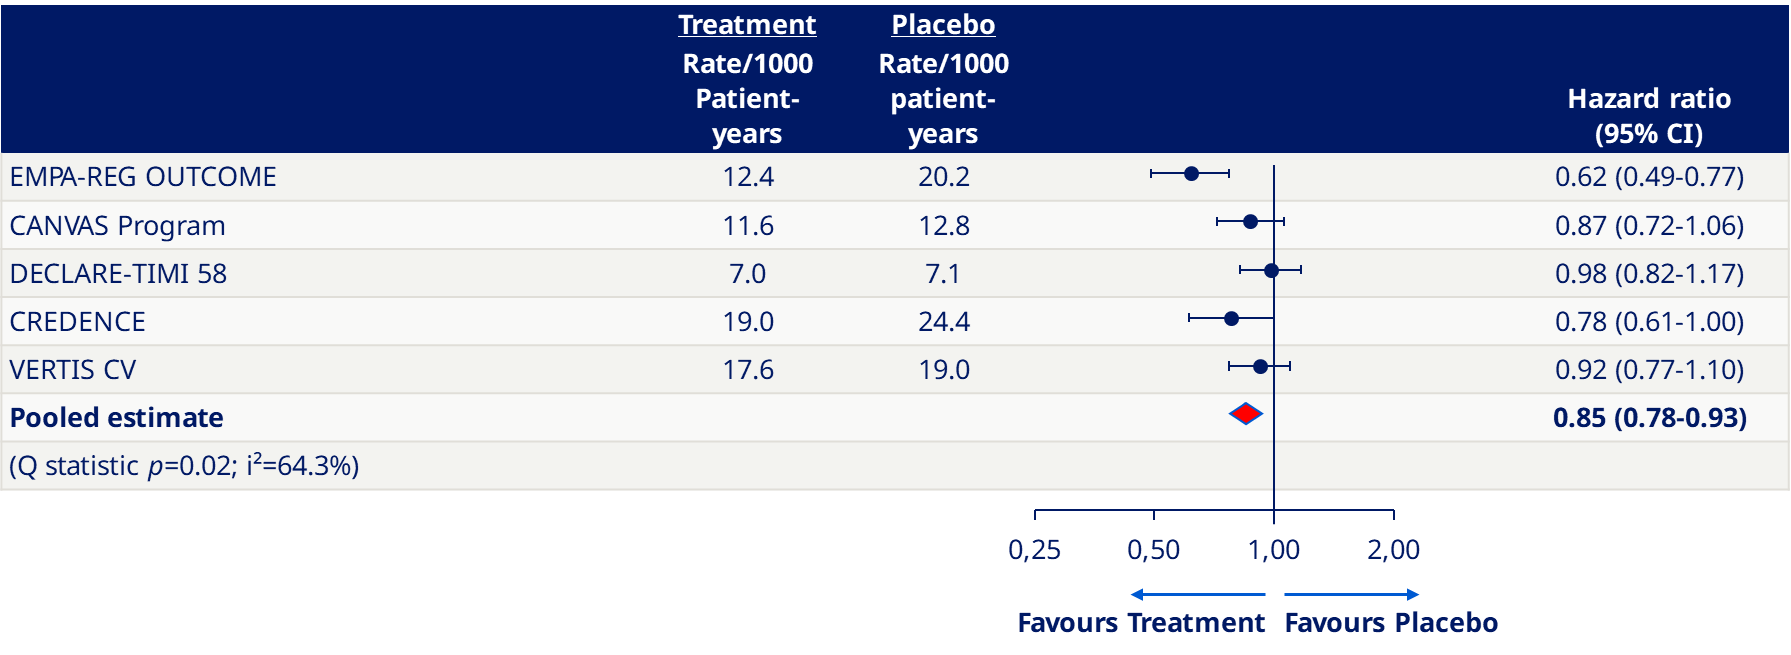 Treatment Placebo
Rate/1000 Rate/1000
Patient- patient- Hazard ratio
years years (95% CI)
EMPA-REG OUTCOME 12.4 20.2 0.62 (0.49-0.77)
CANVAS Program 11.6 12.8 0.87 (0.72-1.06)
DECLARE-TIMI 58 7.0 7.1 0.98 (0.82-1.17)
CREDENCE 19.0 24.4 0.78 (0.61-1.00)
VERTIS CV 17.6 19.0 0.92 (0.77-1.10)
Pooled estimate 0.85 (0.78-0.93)
(Q statistic p=0.02; i²=64.3%)
0,25 0,50 1,00 2,00
Favours Treatment Favours Placebo